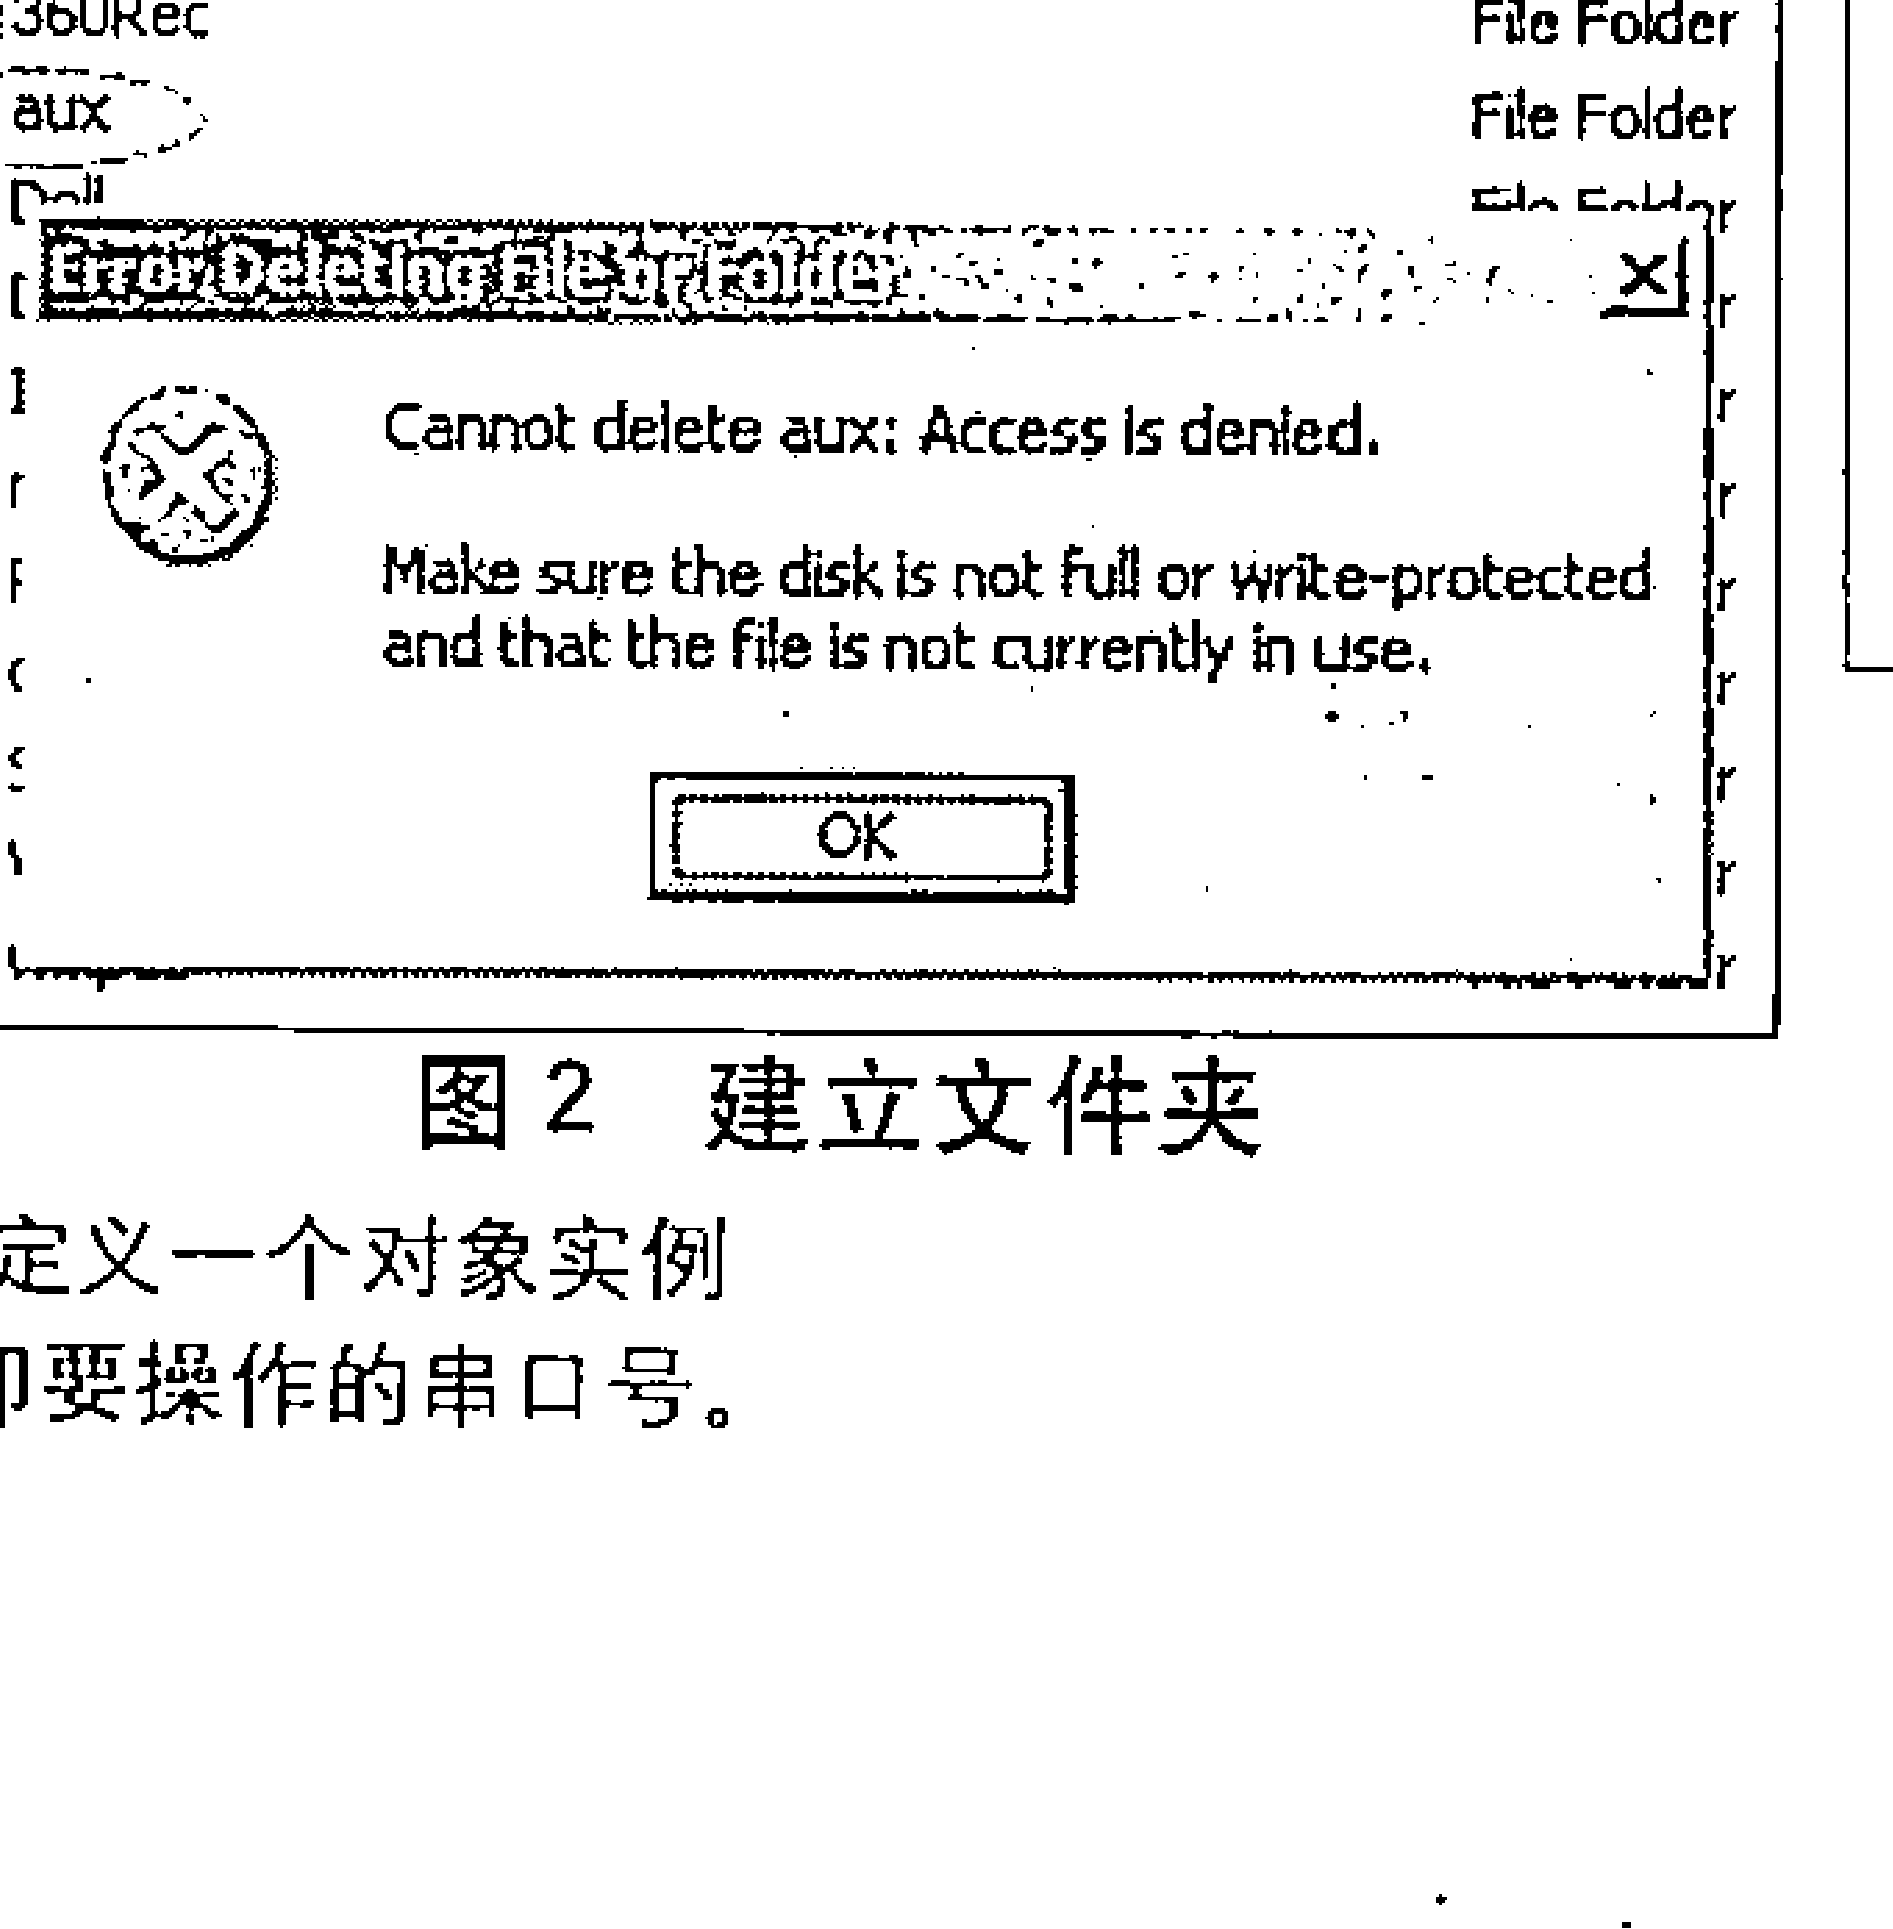 360Rec File Folder
aux File Folder
File Folder
Error Deleting File or Folder
Cannot delete aux: Access is denied.
Make sure the disk is not full or write-protected
and that the file is not currently in use.
OK
图 2 建立文件夹
定义一个对象实例
即要操作的串口号。